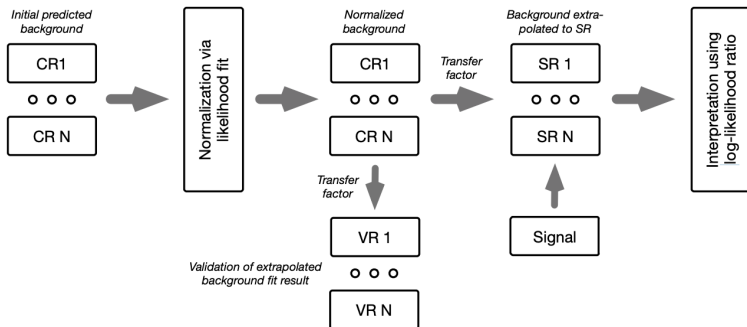 Initial predicted
background
CR1
CR N
Normalization via
likelihood fit
Normalized
background
CR1
CR N
Transfer
factor
Background extra-
polated to SR
SR 1
SR N
Interpretation using
log-likelihood ratio
Transfer
factor
VR 1
Validation of extrapolated
background fit result
VR N
Signal